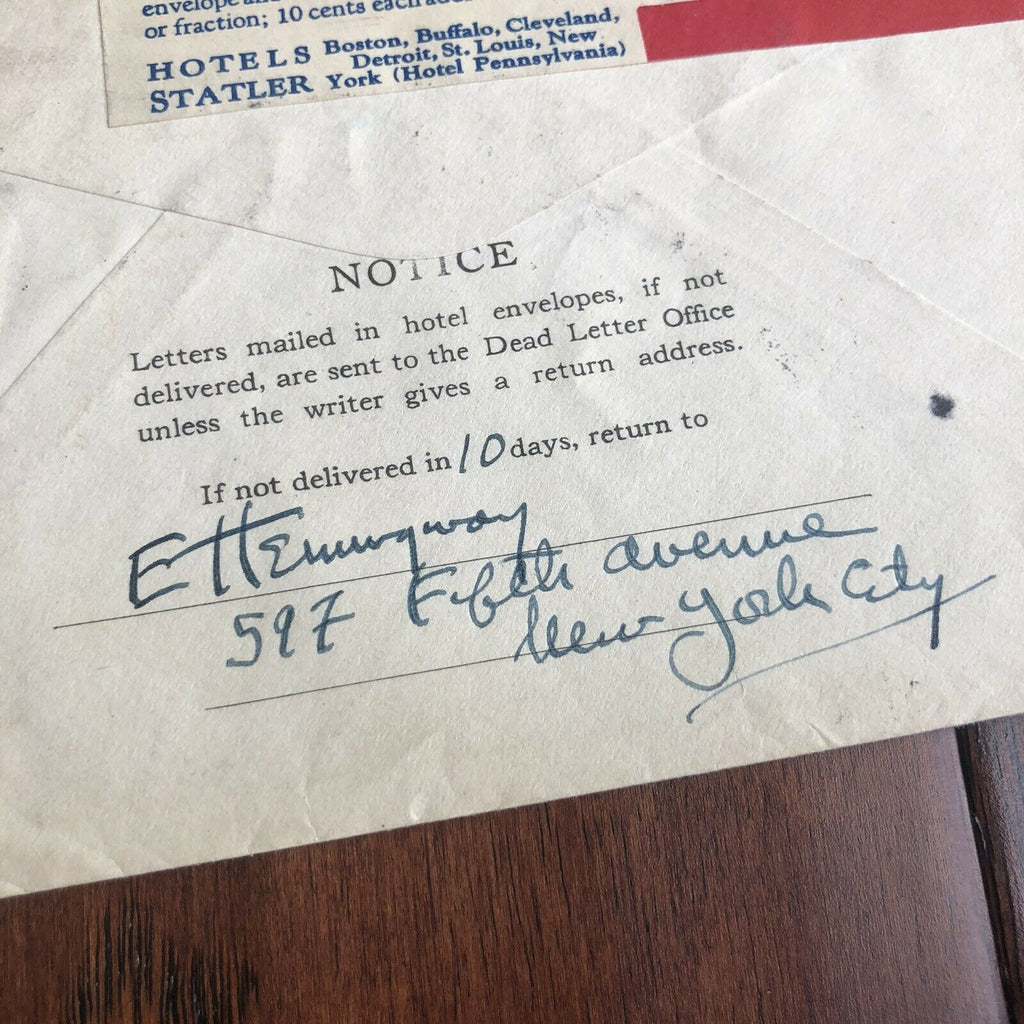 or fraction; 10 cents each
HOTELS Boston, Buffalo, Cleveland,
Detroit, St. Louis, New
STATLER York (Hotel Pennsylvania)
NOTICE
Letters mailed in hotel envelopes, if not
delivered, are sent to the Dead Letter Office
unless the writer gives a return address.
If not delivered in 10 days, return to
EHemingway
597 Fifth avenue
New York City